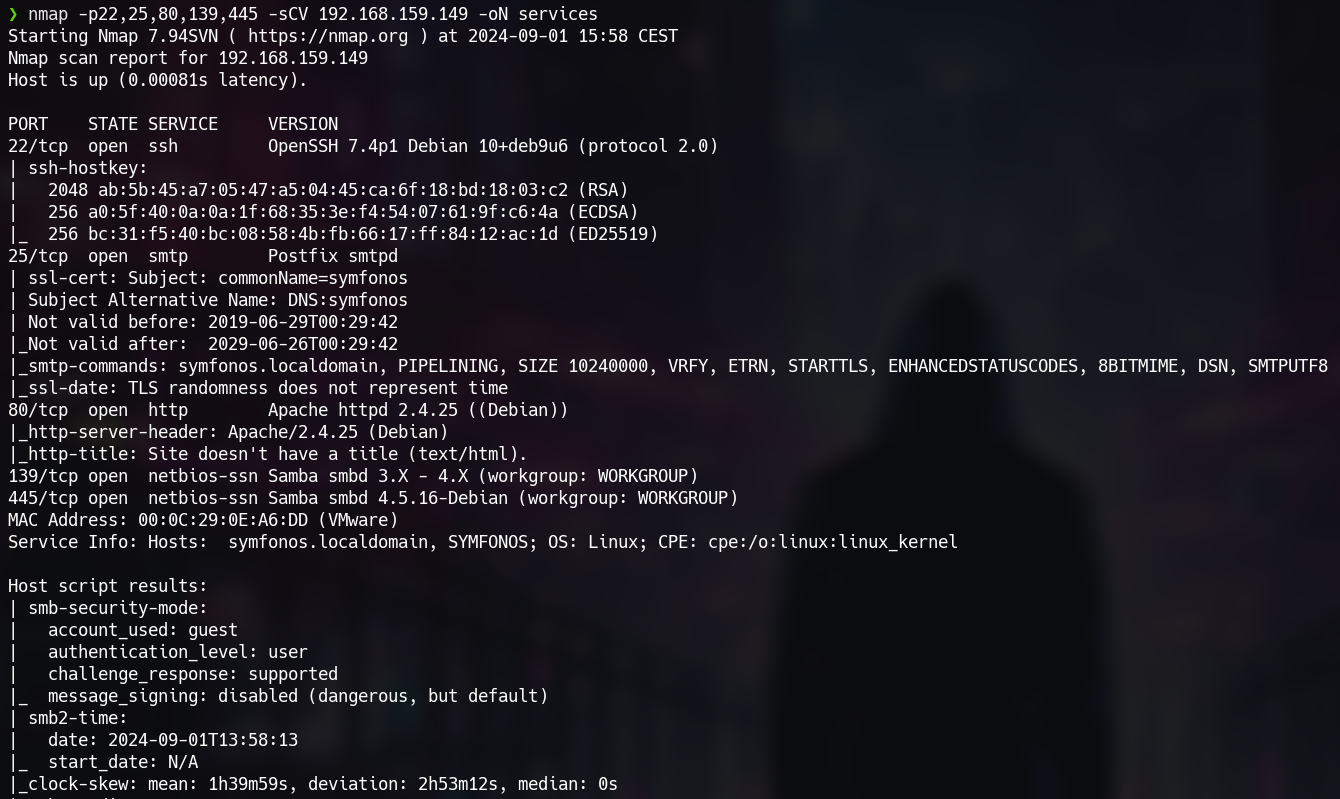 ❯ nmap -p22,25,80,139,445 -sCV 192.168.159.149 -oN services
Starting Nmap 7.94SVN ( https://nmap.org ) at 2024-09-01 15:58 CEST
Nmap scan report for 192.168.159.149
Host is up (0.00081s latency).

PORT    STATE SERVICE     VERSION
22/tcp  open  ssh         OpenSSH 7.4p1 Debian 10+deb9u6 (protocol 2.0)
| ssh-hostkey:
|   2048 ab:5b:45:a7:05:47:a5:04:45:ca:6f:18:bd:18:03:c2 (RSA)
|   256 a0:5f:40:0a:0a:1f:68:35:3e:f4:54:07:61:9f:c6:4a (ECDSA)
|_  256 bc:31:f5:40:bc:08:58:4b:fb:66:17:ff:84:12:ac:1d (ED25519)
25/tcp  open  smtp        Postfix smtpd
| ssl-cert: Subject: commonName=symfonos
| Subject Alternative Name: DNS:symfonos
| Not valid before: 2019-06-29T00:29:42
|_Not valid after:  2029-06-26T00:29:42
|_smtp-commands: symfonos.localdomain, PIPELINING, SIZE 10240000, VRFY, ETRN, STARTTLS, ENHANCEDSTATUSCODES, 8BITMIME, DSN, SMTPUTF8
|_ssl-date: TLS randomness does not represent time
80/tcp  open  http        Apache httpd 2.4.25 ((Debian))
|_http-server-header: Apache/2.4.25 (Debian)
|_http-title: Site doesn't have a title (text/html).
139/tcp open  netbios-ssn Samba smbd 3.X - 4.X (workgroup: WORKGROUP)
445/tcp open  netbios-ssn Samba smbd 4.5.16-Debian (workgroup: WORKGROUP)
MAC Address: 00:0C:29:0E:A6:DD (VMware)
Service Info: Hosts:  symfonos.localdomain, SYMFONOS; OS: Linux; CPE: cpe:/o:linux:linux_kernel

Host script results:
| smb-security-mode:
|   account_used: guest
|   authentication_level: user
|   challenge_response: supported
|_  message_signing: disabled (dangerous, but default)
| smb2-time:
|   date: 2024-09-01T13:58:13
|_  start_date: N/A
|_clock-skew: mean: 1h39m59s, deviation: 2h53m12s, median: 0s